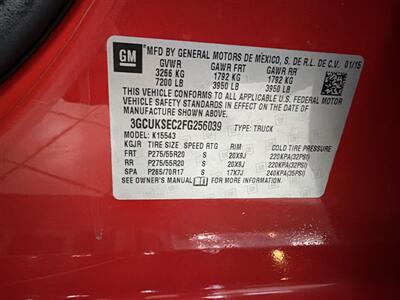 GM
MFD BY GENERAL MOTORS DE MEXICO, S. DE R.L. DE C.V. 01/15
GVWR GAWR FRT GAWR RR
3266 KG 1792 KG 1792 KG
7200 LB 3950 LB 3950 LB
THIS VEHICLE CONFORMS TO ALL APPLICABLE U.S. FEDERAL MOTOR
VEHICLE SAFETY STANDARDS IN EFFECT ON THE DATE OF
MANUFACTURE SHOWN ABOVE.
3GCUKSEC2FG256039 TYPE: TRUCK
MODEL: K15543
KGJR TIRE SIZE SPEED RTG RIM COLD TIRE PRESSURE
FRT P275/55R20 S 20X9J 220KPA(32PSI)
RR P275/55R20 S 20X9J 220KPA(32PSI)
SPA P265/70R17 S 17X7J 240KPA(35PSI)
SEE OWNER'S MANUAL FOR MORE INFORMATION.